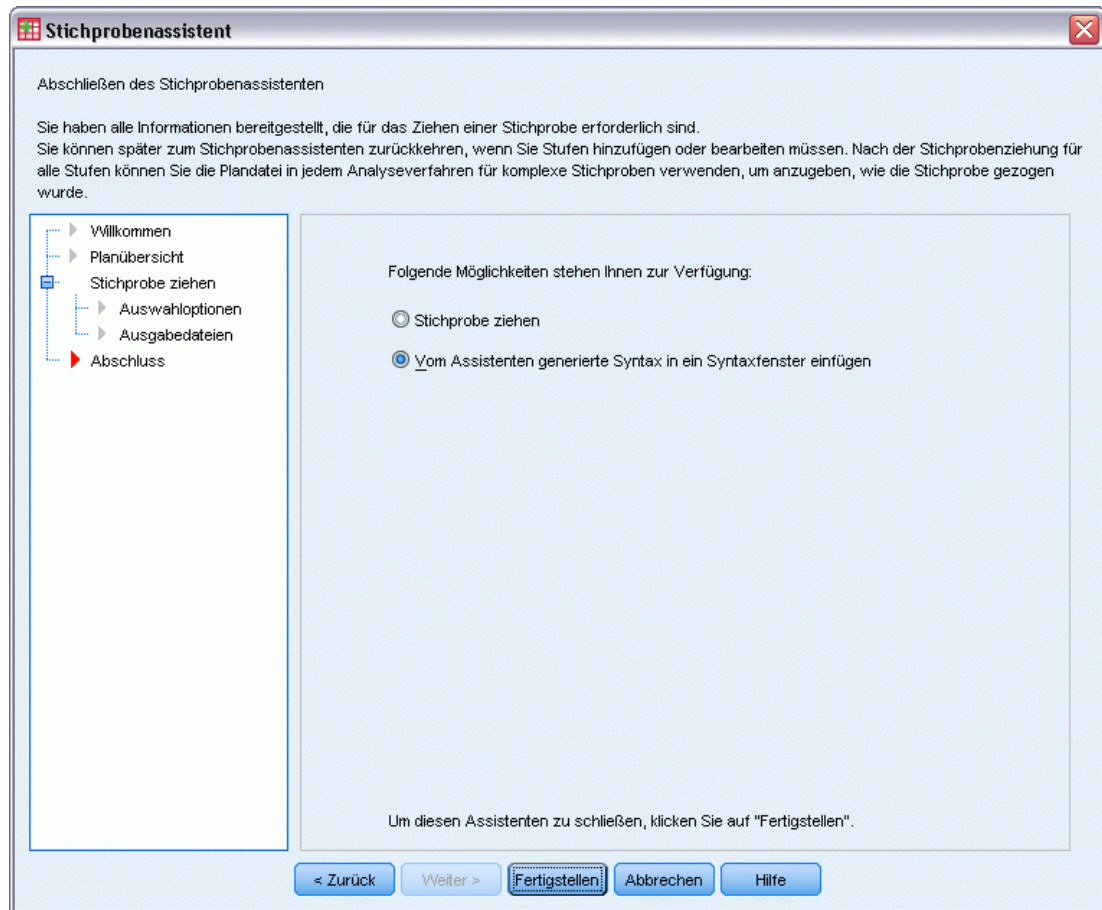 Stichprobenassistent
Abschließen des Stichprobenassistenten
Sie haben alle Informationen bereitgestellt, die für das Ziehen einer Stichprobe erforderlich sind.
Sie können später zum Stichprobenassistenten zurückkehren, wenn Sie Stufen hinzufügen oder bearbeiten müssen. Nach der Stichprobenziehung für
alle Stufen können Sie die Plandatei in jedem Analyseverfahren für komplexe Stichproben verwenden, um anzugeben, wie die Stichprobe gezogen
wurde.
Willkommen
Planübersicht
Stichprobe ziehen
Auswahloptionen
Ausgabedateien
Abschluss
Folgende Möglichkeiten stehen Ihnen zur Verfügung:
Stichprobe ziehen
Vom Assistenten generierte Syntax in ein Syntaxfenster einfügen
Um diesen Assistenten zu schließen, klicken Sie auf "Fertigstellen".
< Zurück Weiter > Fertigstellen Abbrechen Hilfe